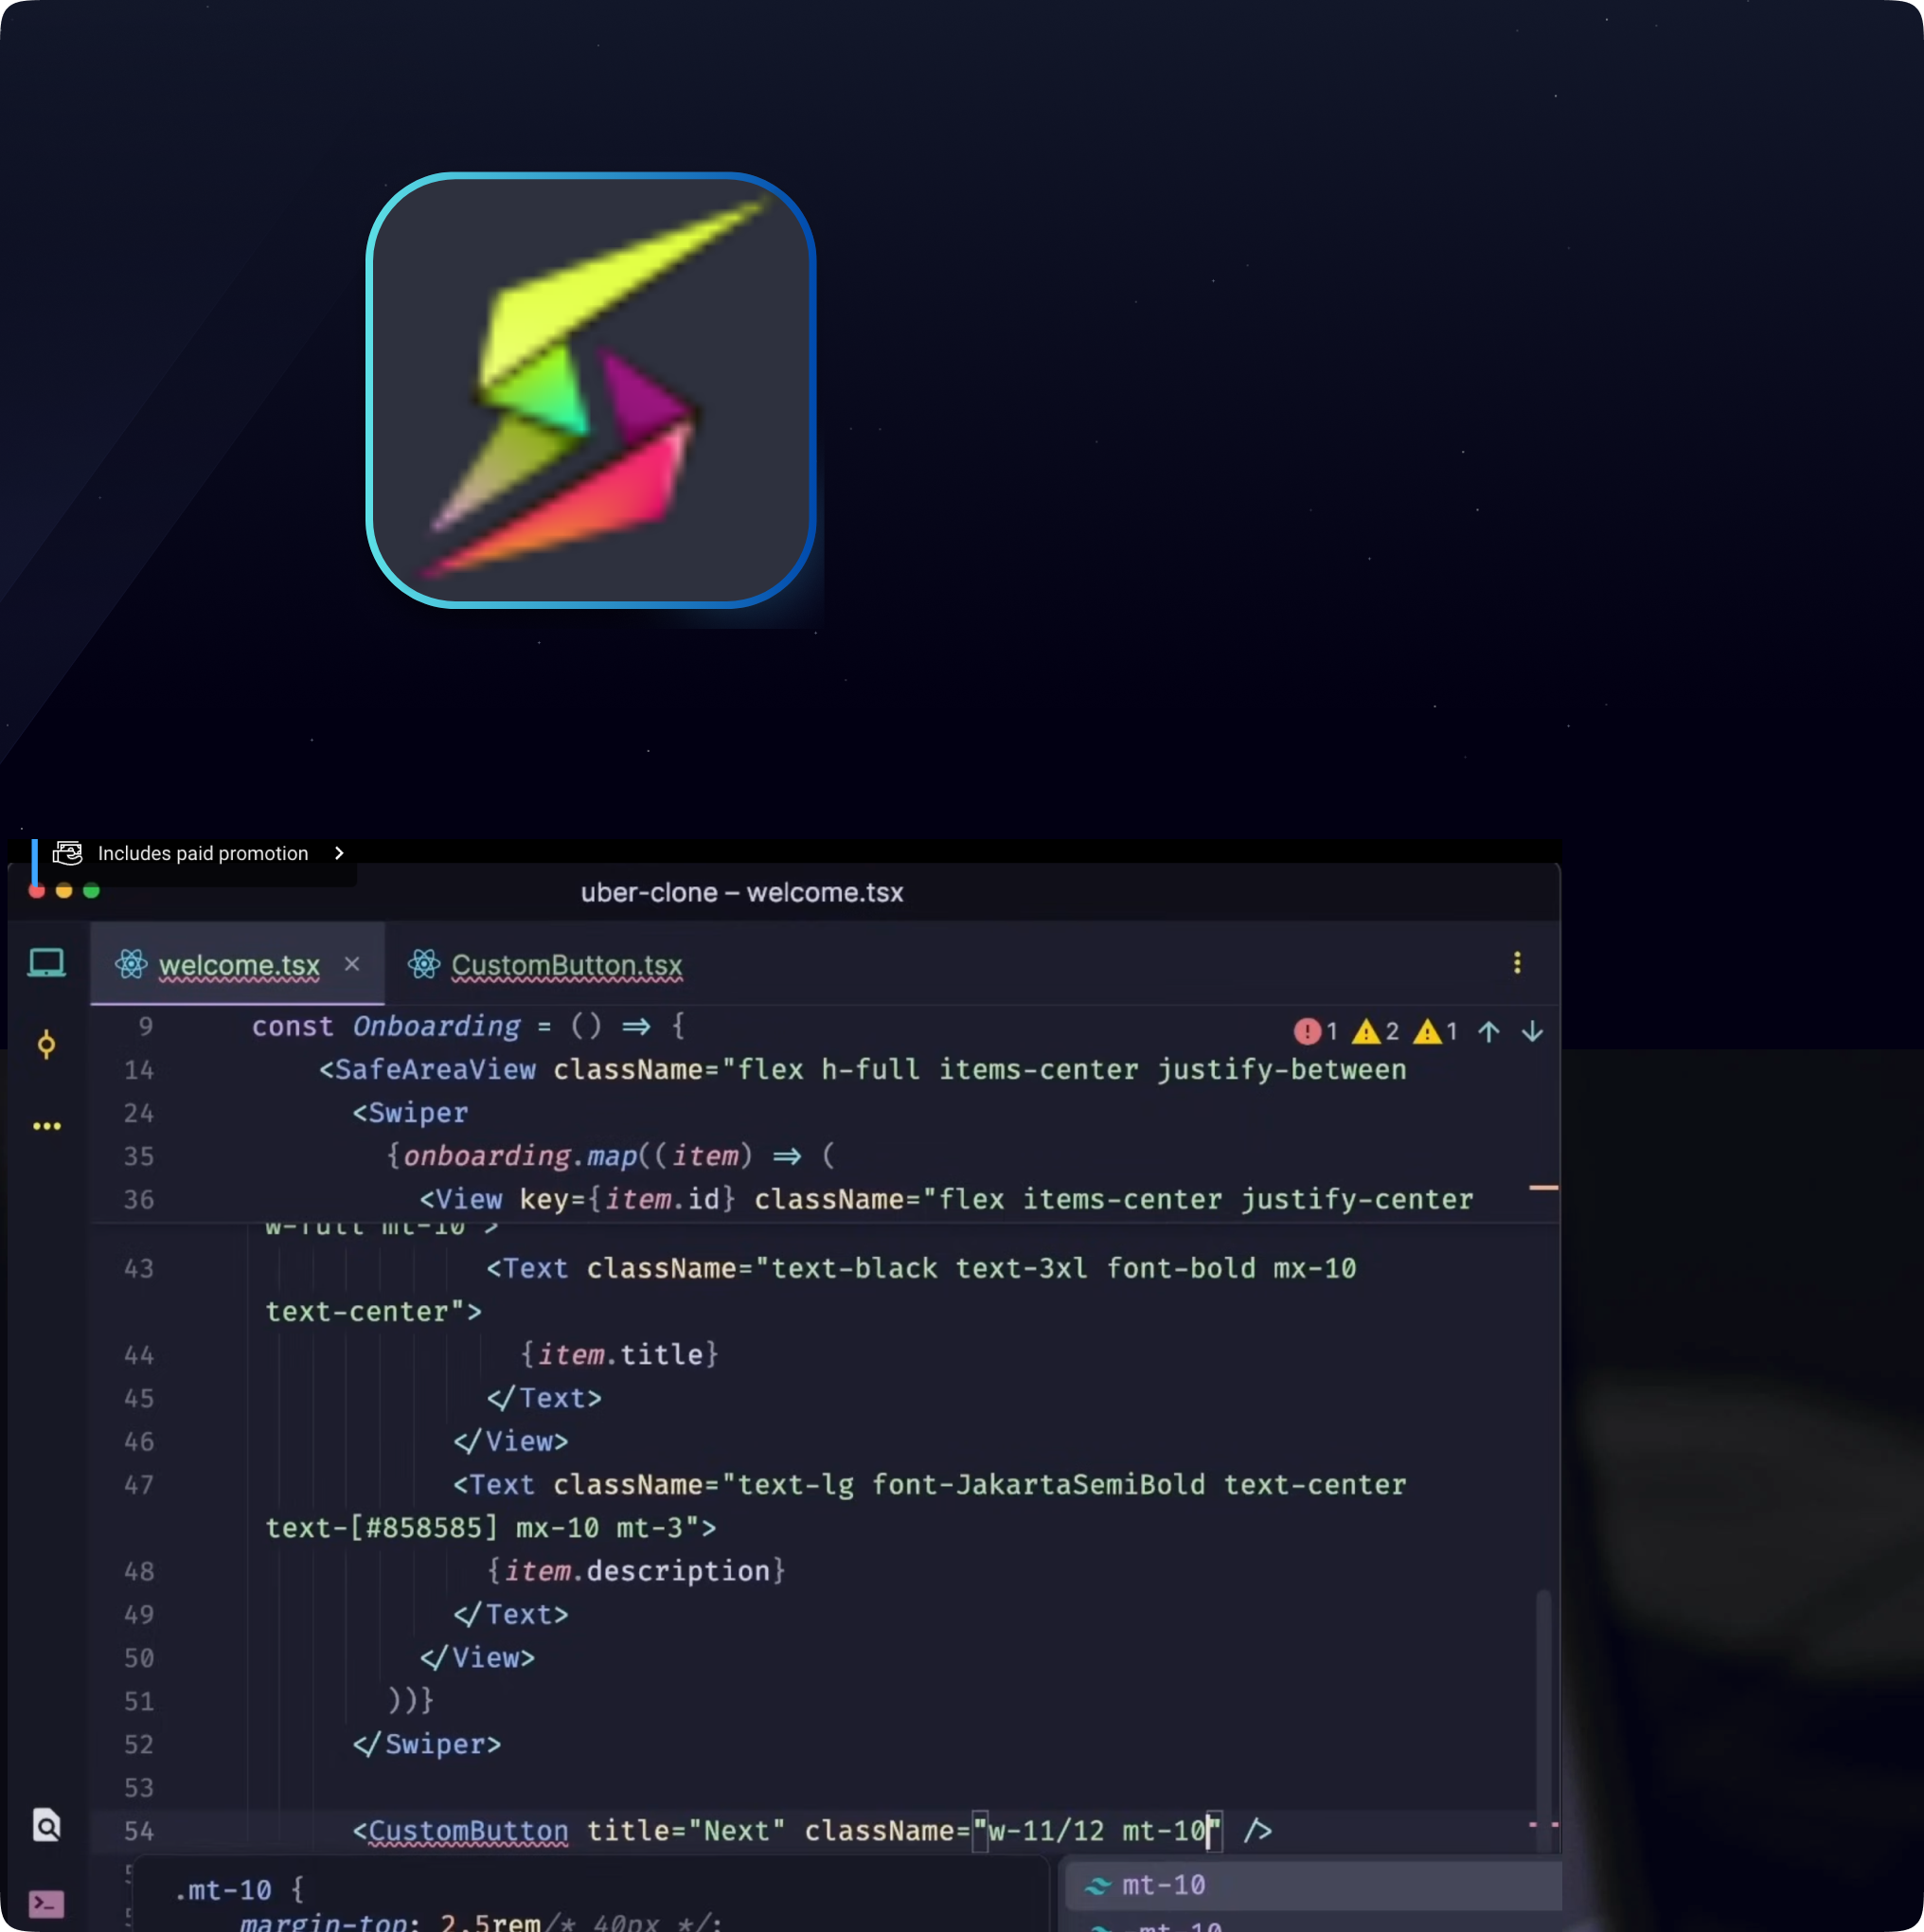 Includes paid promotion
uber-clone – welcome.tsx
welcome.tsx × CustomButton.tsx
9 const Onboarding = () => {
1 2 1
14 <SafeAreaView className="flex h-full items-center justify-between
24 <Swiper
35 {onboarding.map((item) => (
36 <View key={item.id} className="flex items-center justify-center
w-full mt-10">
43 <Text className="text-black text-3xl font-bold mx-10
text-center">
44 {item.title}
45 </Text>
46 </View>
47 <Text className="text-lg font-JakartaSemiBold text-center
text-[#858585] mx-10 mt-3">
48 {item.description}
49 </Text>
50 </View>
51 ))}
52 </Swiper>
53
54 <CustomButton title="Next" className="w-11/12 mt-10" />
.mt-10 {
mt-10
margin-top: 2.5rem/* 40px */;
-mt-10